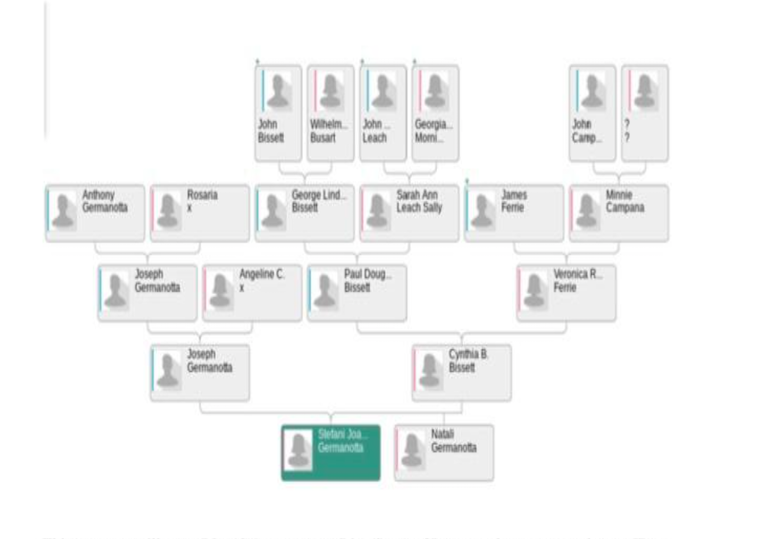 John
Bissett
Wilhelm...
Busart
John ...
Leach
Georgia...
Morni...
John
Camp...
?
?
Anthony
Germanotta
Rosaria
x
George Lind...
Bissett
Sarah Ann
Leach Sally
James
Ferrie
Minnie
Campana
Joseph
Germanotta
Angeline C.
x
Paul Doug...
Bissett
Veronica R...
Ferrie
Joseph
Germanotta
Cynthia B.
Bissett
Stefani Joa...
Germanotta
Natali
Germanotta